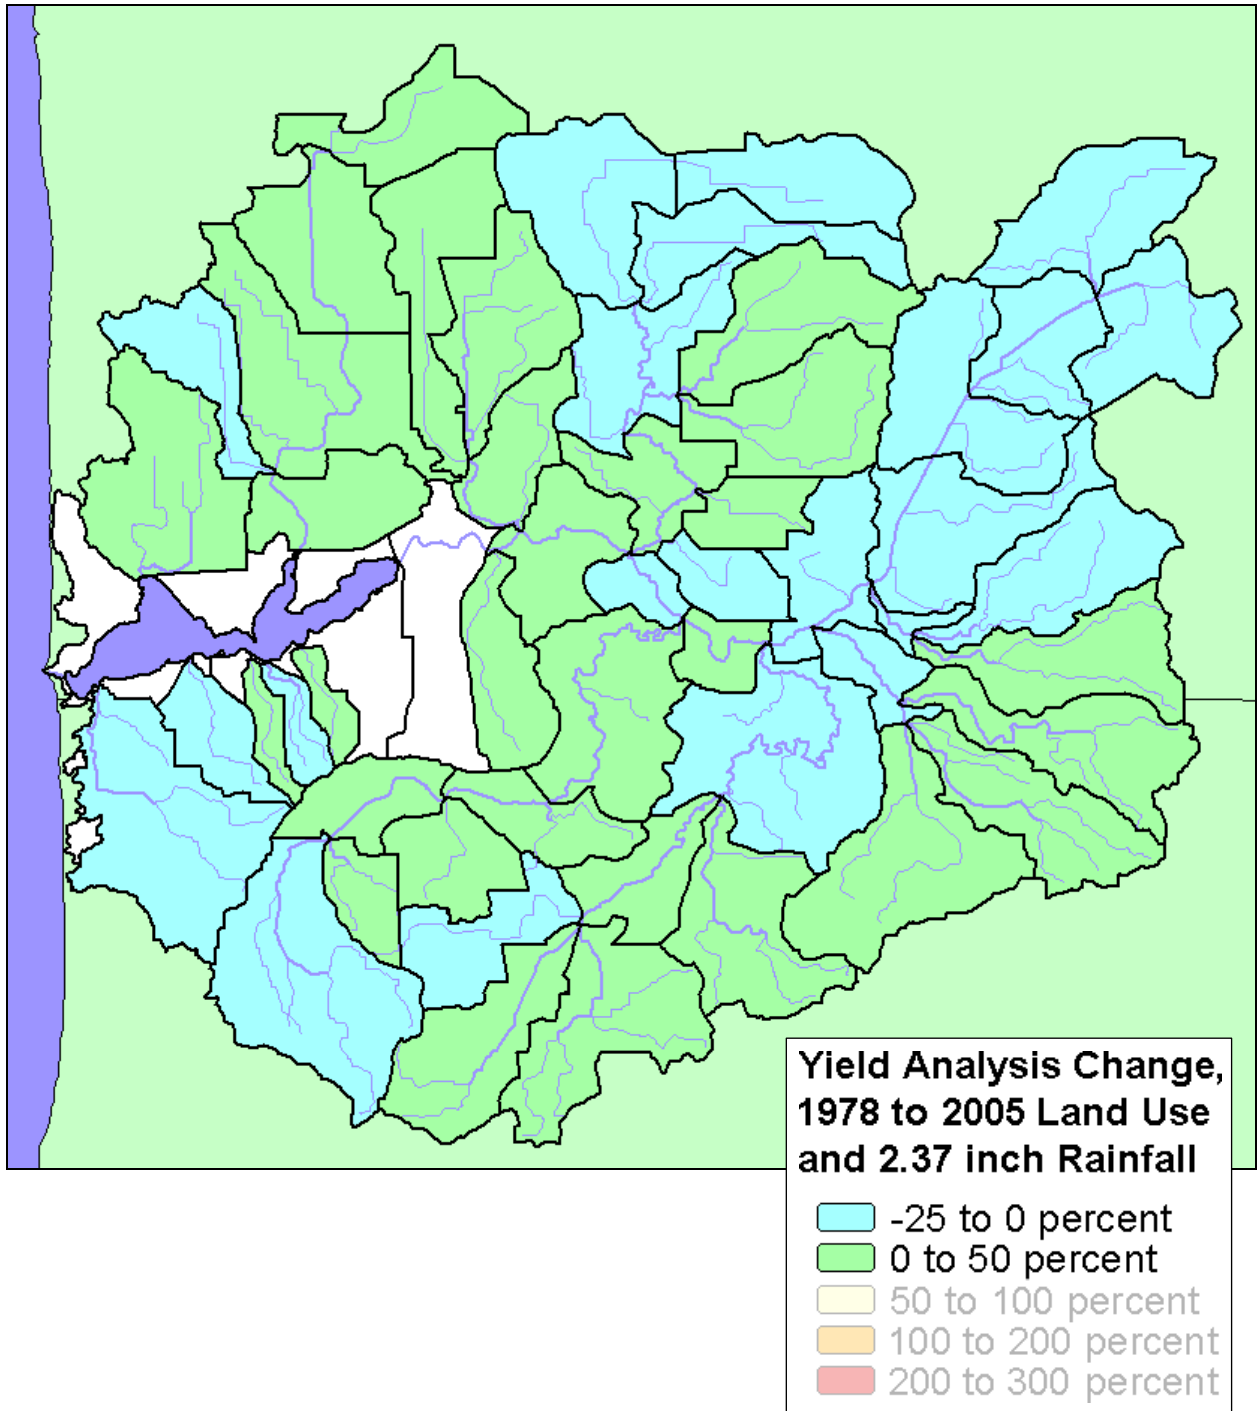 Yield Analysis Change,
1978 to 2005 Land Use
and 2.37 inch Rainfall
-25 to 0 percent
0 to 50 percent
50 to 100 percent
100 to 200 percent
200 to 300 percent